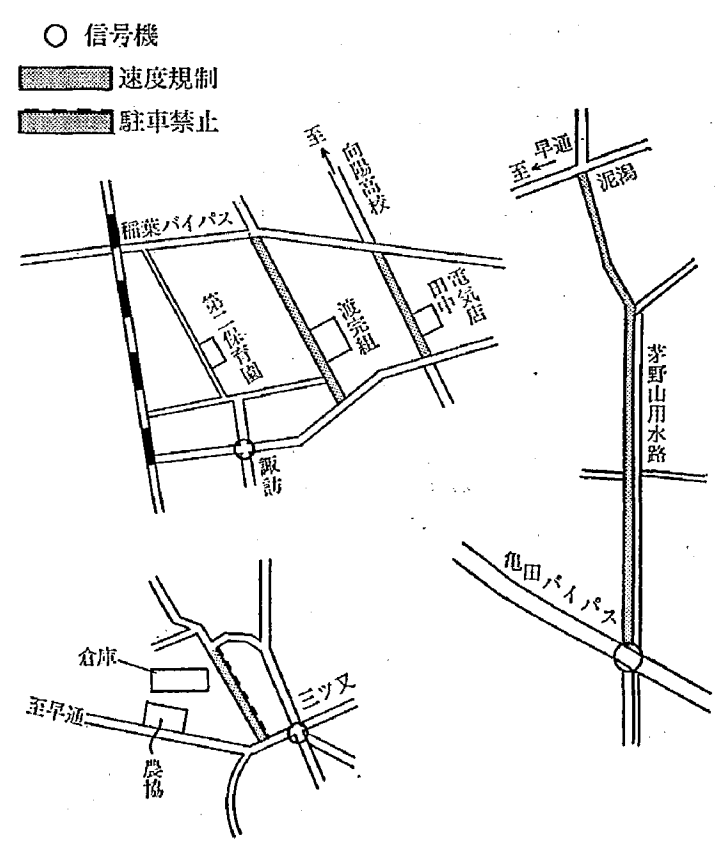 信号機
速度規制
駐車禁止
至
向陽高校
稲葉バイパス
第二保育園
渡完組
田中
電気店
諏訪
至 早通
泥潟
茅野山用水路
亀田バイパス
倉庫
至早通
農協
三ツ又